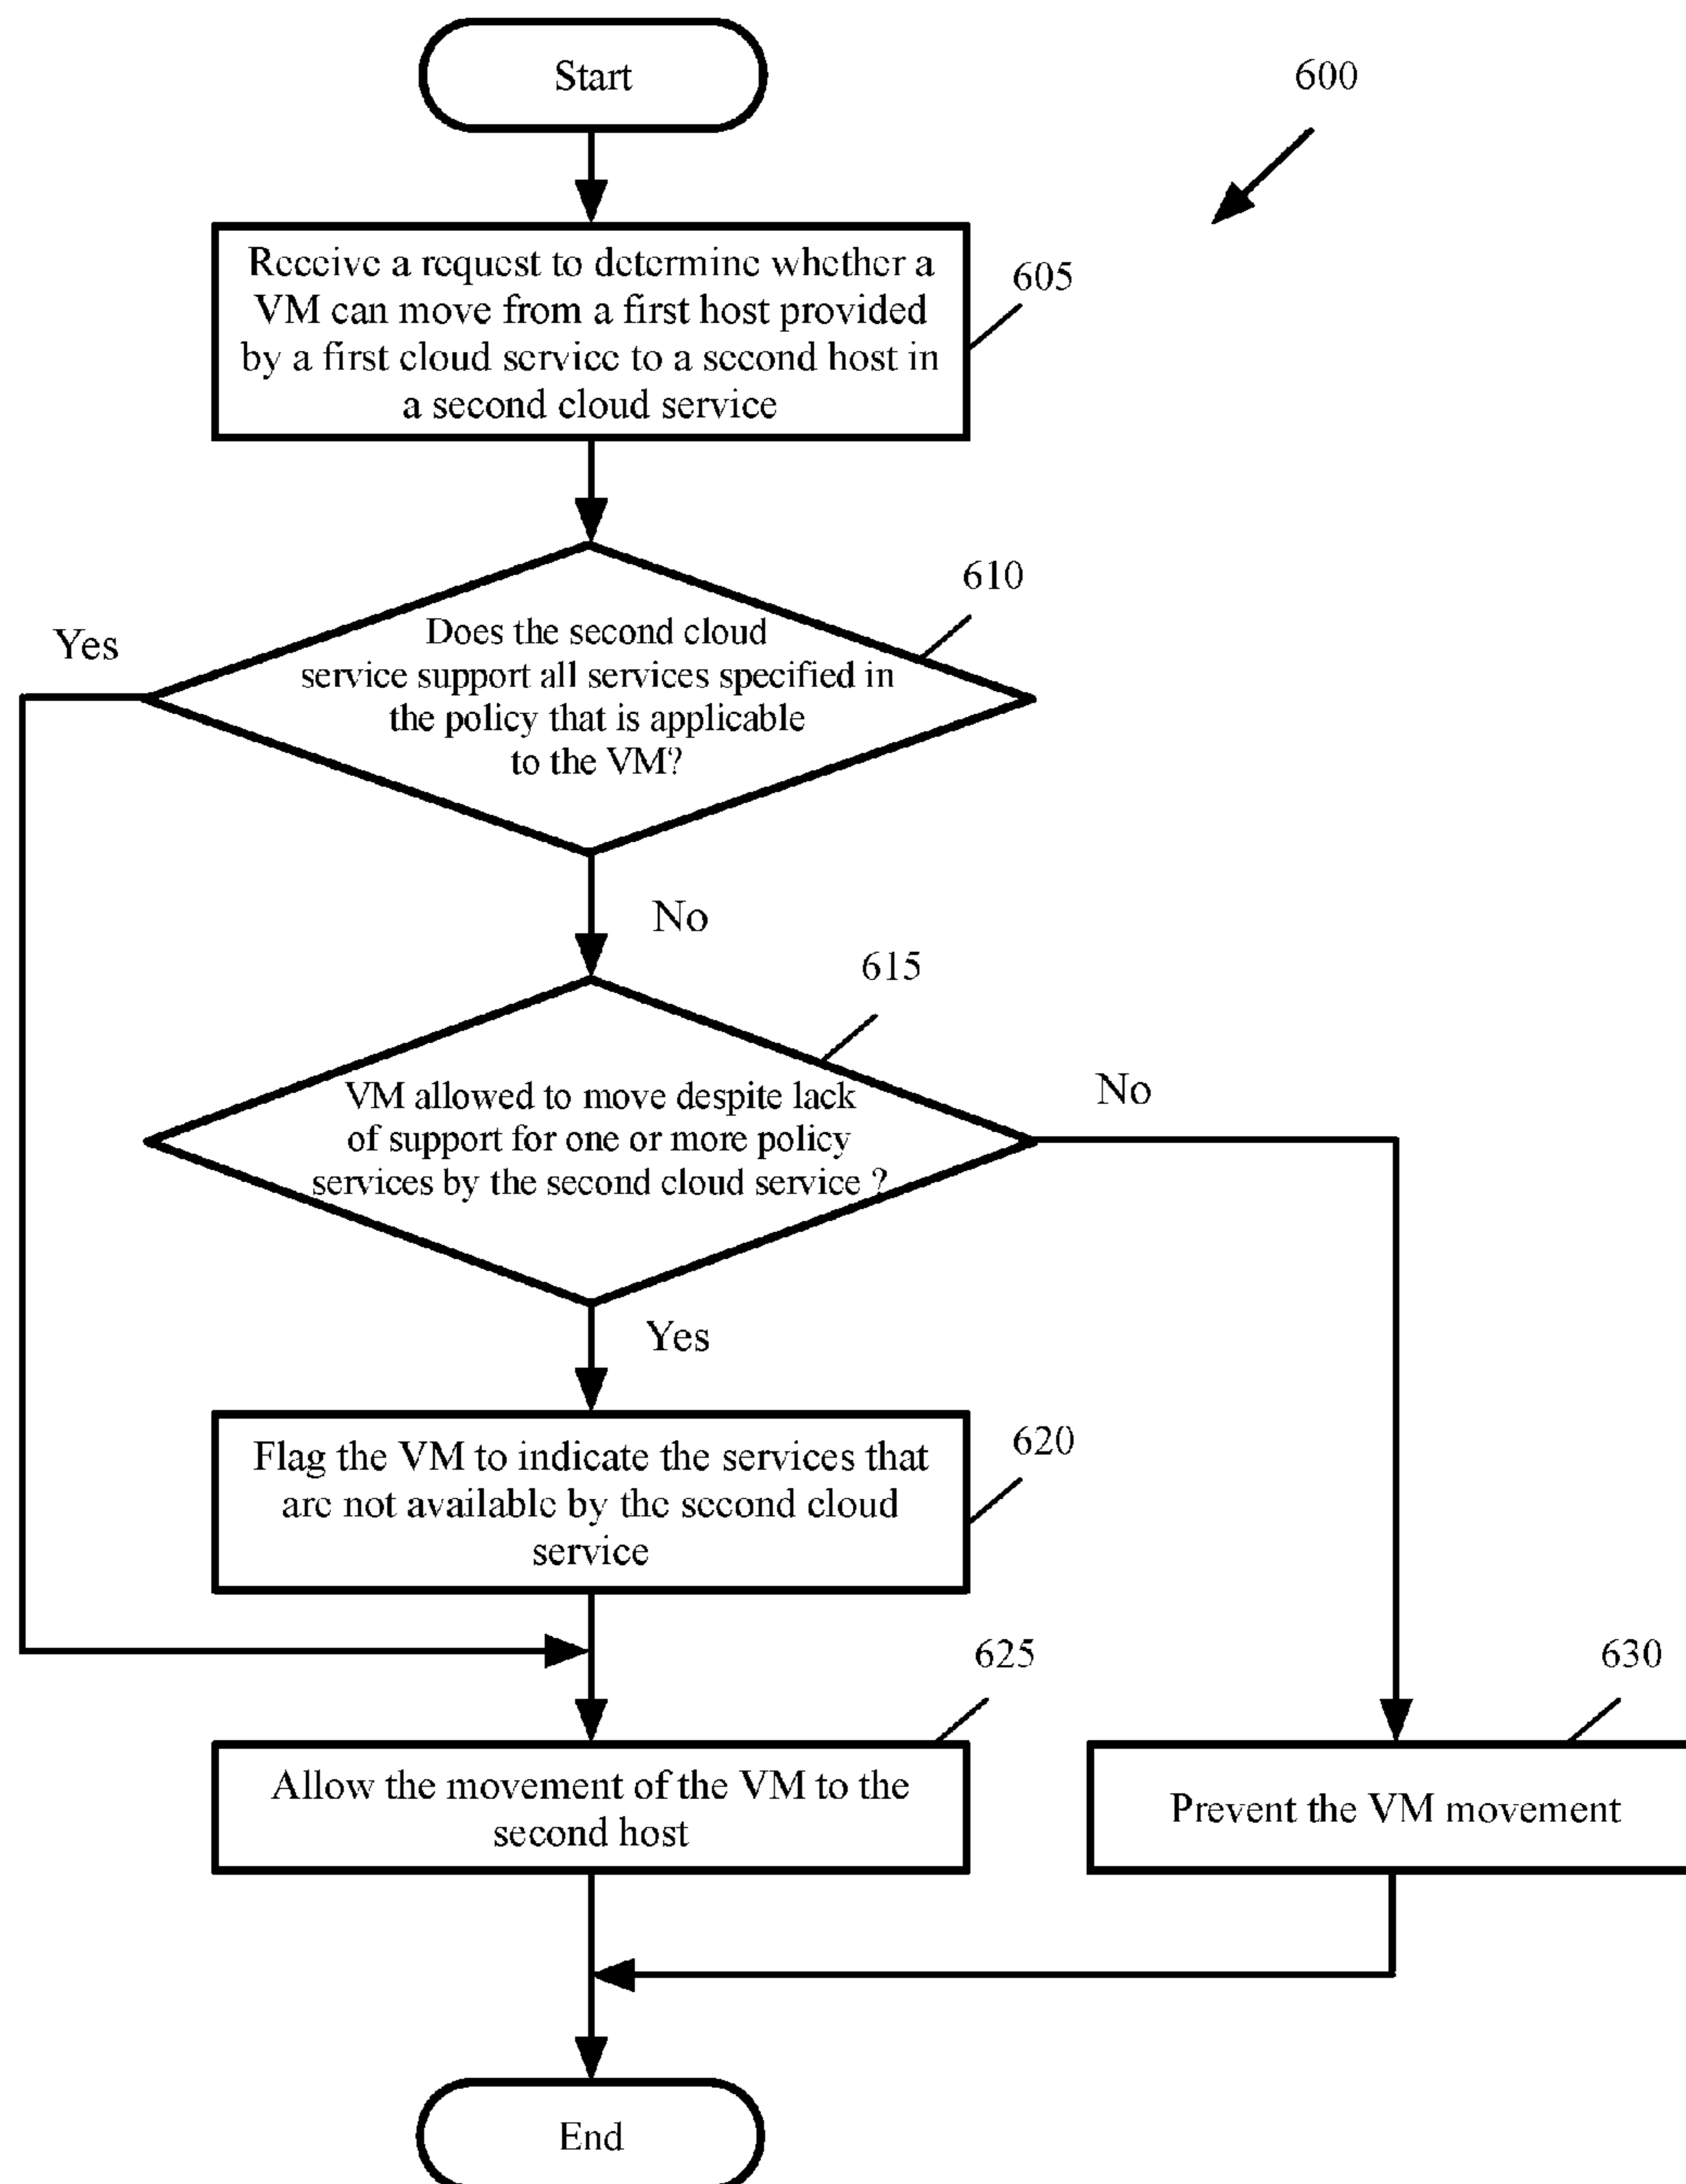 Start
600
Receive a request to determine whether a
VM can move from a first host provided
by a first cloud service to a second host in
a second cloud service
605
610
Yes
Does the second cloud
service support all services specified in
the policy that is applicable
to the VM?
No
615
VM allowed to move despite lack
of support for one or more policy
services by the second cloud service ?
No
Yes
Flag the VM to indicate the services that
are not available by the second cloud
service
620
625
630
Allow the movement of the VM to the
second host
Prevent the VM movement
End